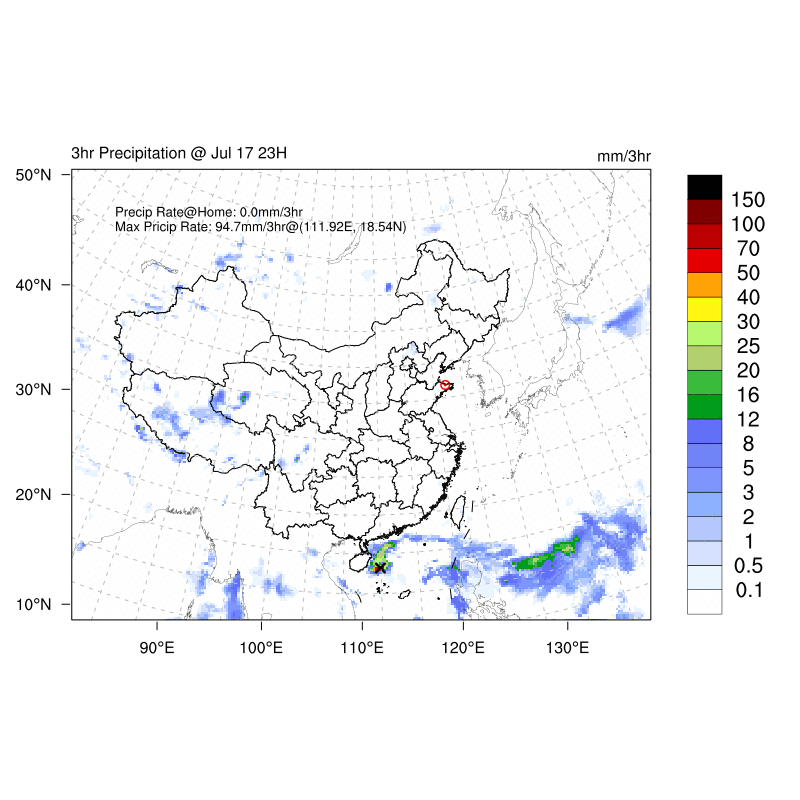 3hr Precipitation @ Jul 17 23H
mm/3hr
Precip Rate@Home: 0.0mm/3hr
Max Pricip Rate: 94.7mm/3hr@(111.92E, 18.54N)
50°N
40°N
30°N
20°N
10°N
90°E
100°E
110°E
120°E
130°E
150
100
70
50
40
30
25
20
16
12
8
5
3
2
1
0.5
0.1